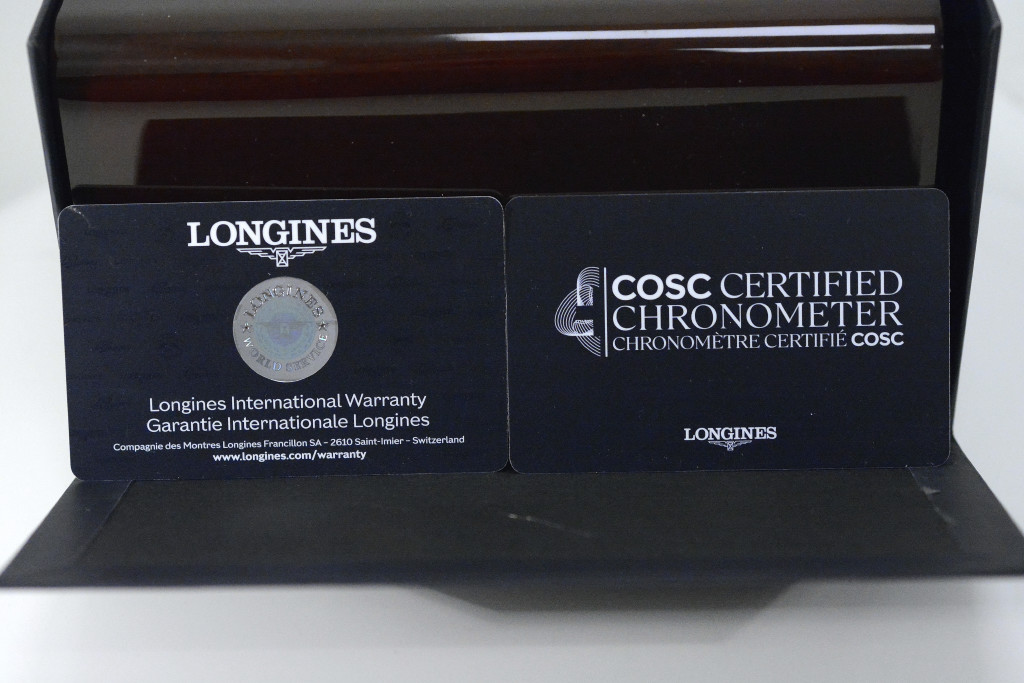 LONGINES
LONGINES
WORLD SERVICE
Longines International Warranty
Garantie Internationale Longines
Compagnie des Montres Longines Francillon SA – 2610 Saint-Imier – Switzerland
www.longines.com/warranty
COSC CERTIFIED
CHRONOMETER
CHRONOMÈTRE CERTIFIÉ COSC
LONGINES